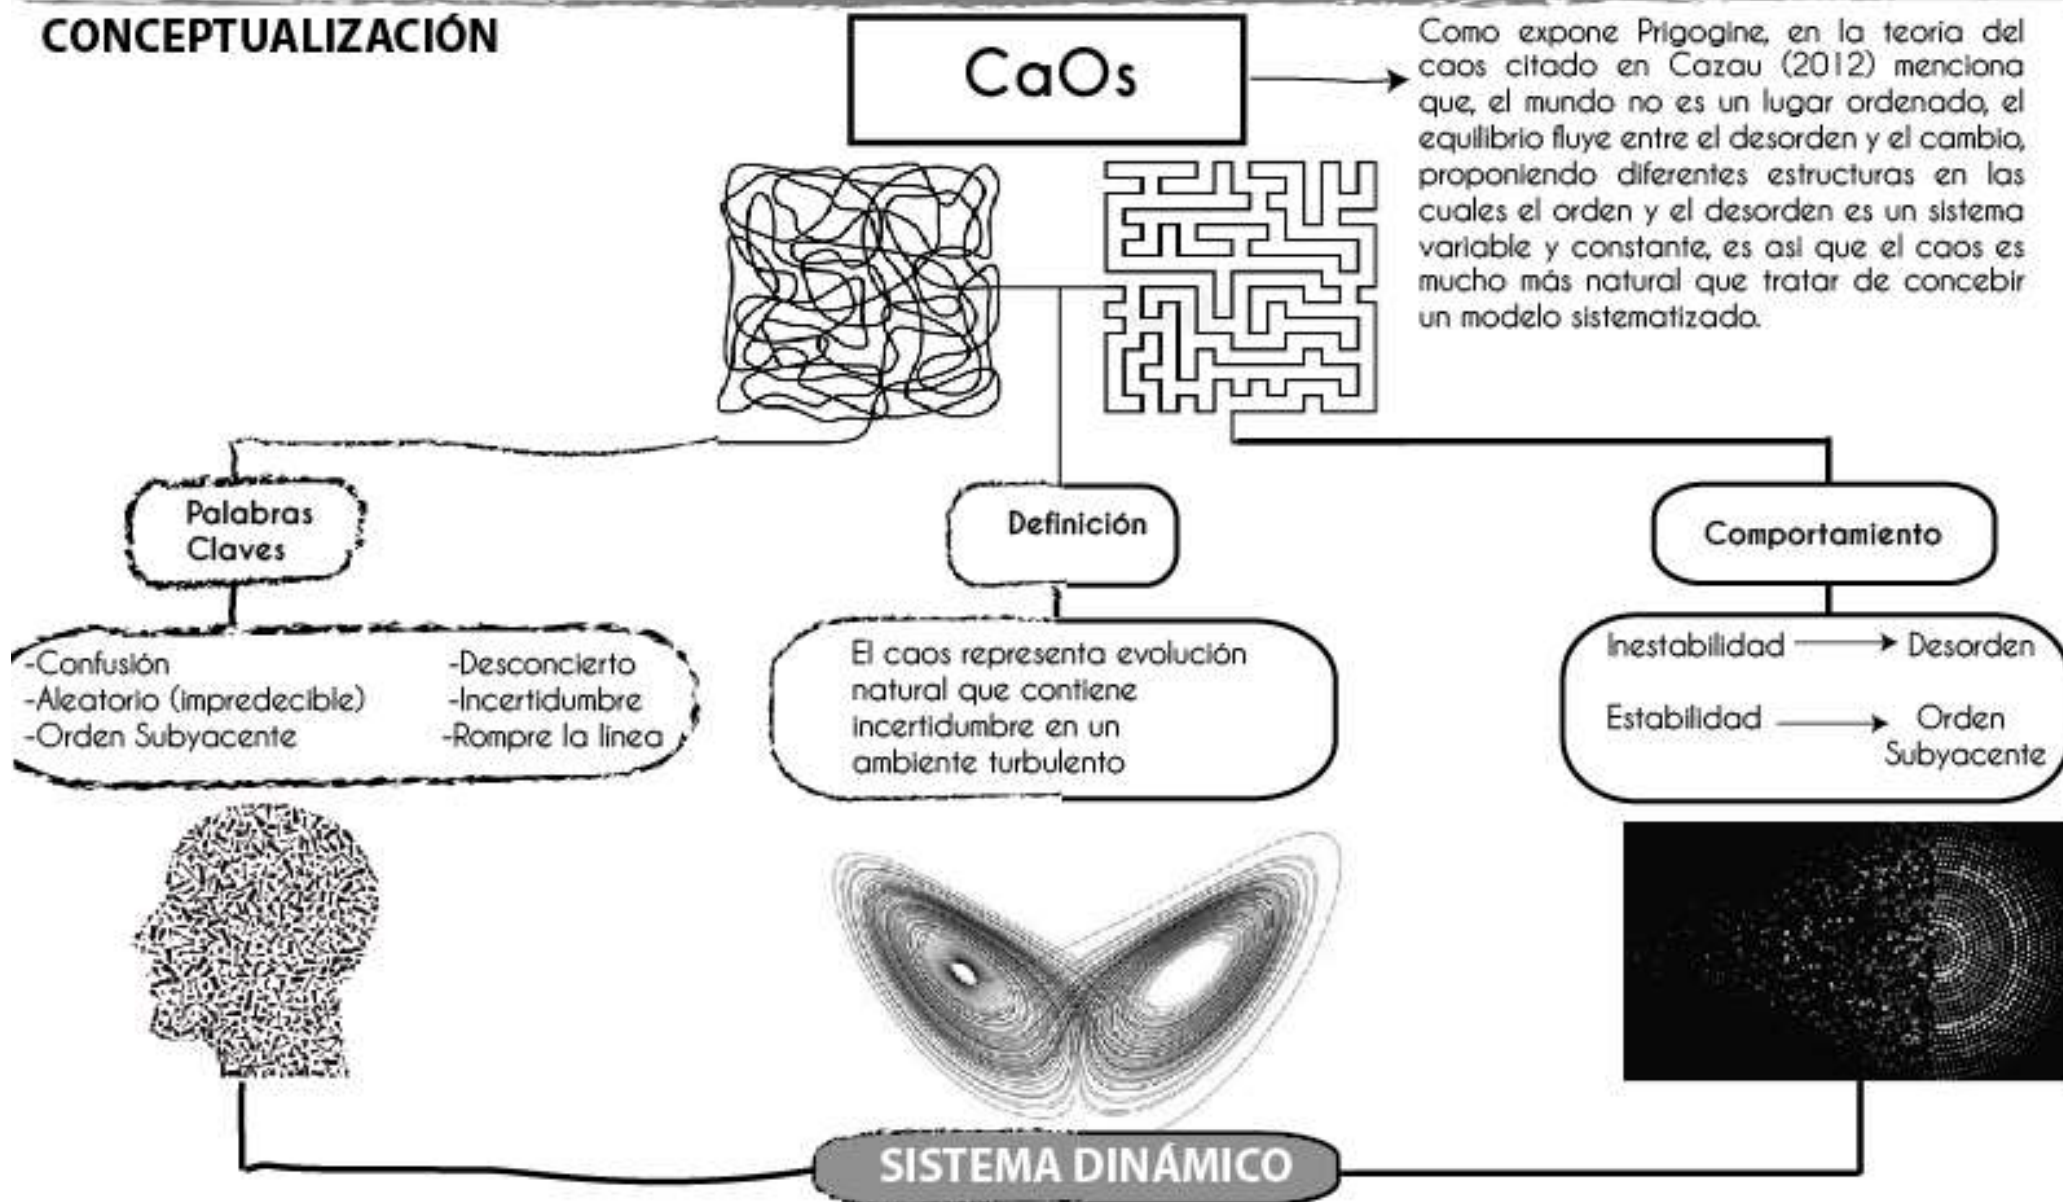 CONCEPTUALIZACIÓN
CaOs
Como expone Prigogine, en la teoría del
caos citado en Cazau (2012) menciona
que, el mundo no es un lugar ordenado, el
equilibrio fluye entre el desorden y el cambio,
proponiendo diferentes estructuras en las
cuales el orden y el desorden es un sistema
variable y constante, es asi que el caos es
mucho más natural que tratar de concebir
un modelo sistematizado.
Palabras
Claves
-Confusión
-Aleatorio (impredecible)
-Orden Subyacente
-Desconcierto
-Incertidumbre
-Rompre la línea
Definición
El caos representa evolución
natural que contiene
incertidumbre en un
ambiente turbulento
Comportamiento
Inestabilidad → Desorden
Estabilidad → Orden
Subyacente
SISTEMA DINÁMICO